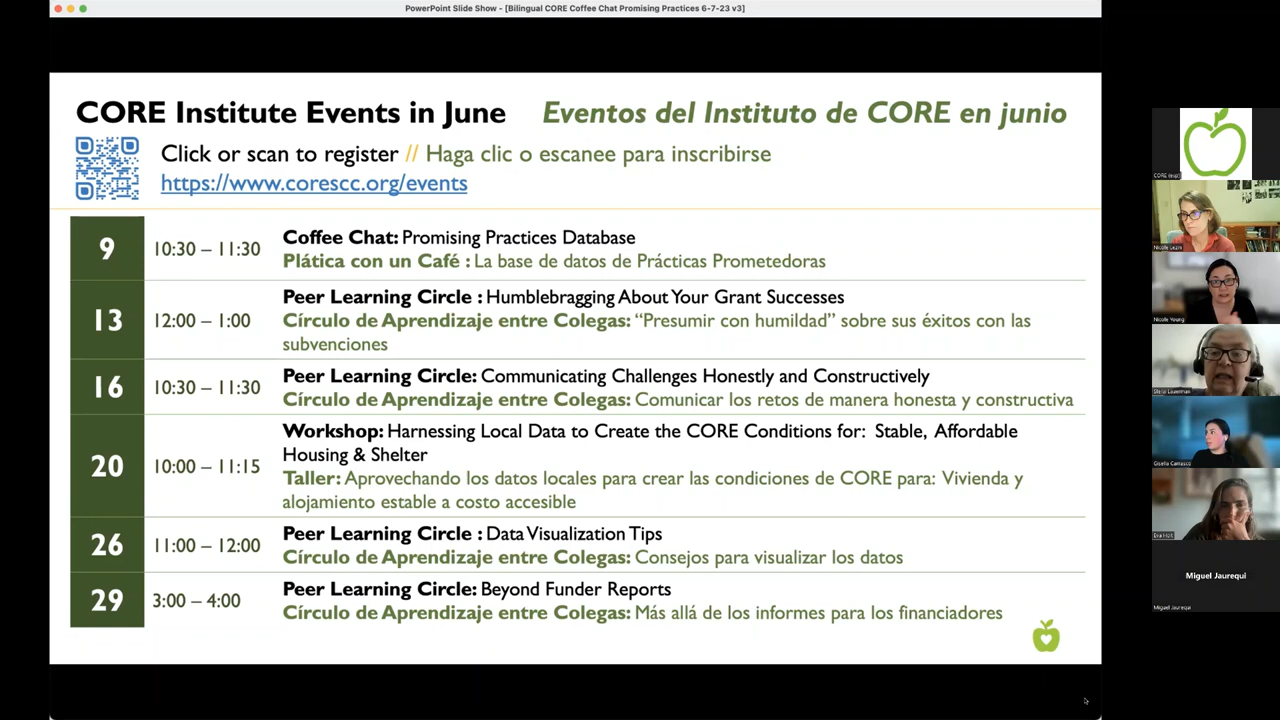 PowerPoint Slide Show - [Bilingual CORE Coffee Chat Promising Practices 6-7-23 v3]
CORE Institute Events in June Eventos del Instituto de CORE en junio
Click or scan to register // Haga clic o escanee para inscribirse
https://www.corescc.org/events
9 10:30 – 11:30 Coffee Chat: Promising Practices Database
Plática con un Café : La base de datos de Prácticas Prometedoras
13 12:00 – 1:00 Peer Learning Circle : Humblebragging About Your Grant Successes
Círculo de Aprendizaje entre Colegas: “Presumir con humildad” sobre sus éxitos con las
subvenciones
16 10:30 – 11:30 Peer Learning Circle: Communicating Challenges Honestly and Constructively
Círculo de Aprendizaje entre Colegas: Comunicar los retos de manera honesta y constructiva
20 10:00 – 11:15 Workshop: Harnessing Local Data to Create the CORE Conditions for: Stable, Affordable
Housing & Shelter
Taller: Aprovechando los datos locales para crear las condiciones de CORE para: Vivienda y
alojamiento estable a costo accesible
26 11:00 – 12:00 Peer Learning Circle : Data Visualization Tips
Círculo de Aprendizaje entre Colegas: Consejos para visualizar los datos
29 3:00 – 4:00 Peer Learning Circle: Beyond Funder Reports
Círculo de Aprendizaje entre Colegas: Más allá de los informes para los financiadores
Nicole Young
Gisella Carrasco
Eva Holt
Miguel Jaurequi
Miguel Jaurequi